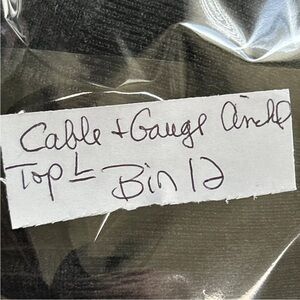 Cable + Gauge
Top L
Bin 12